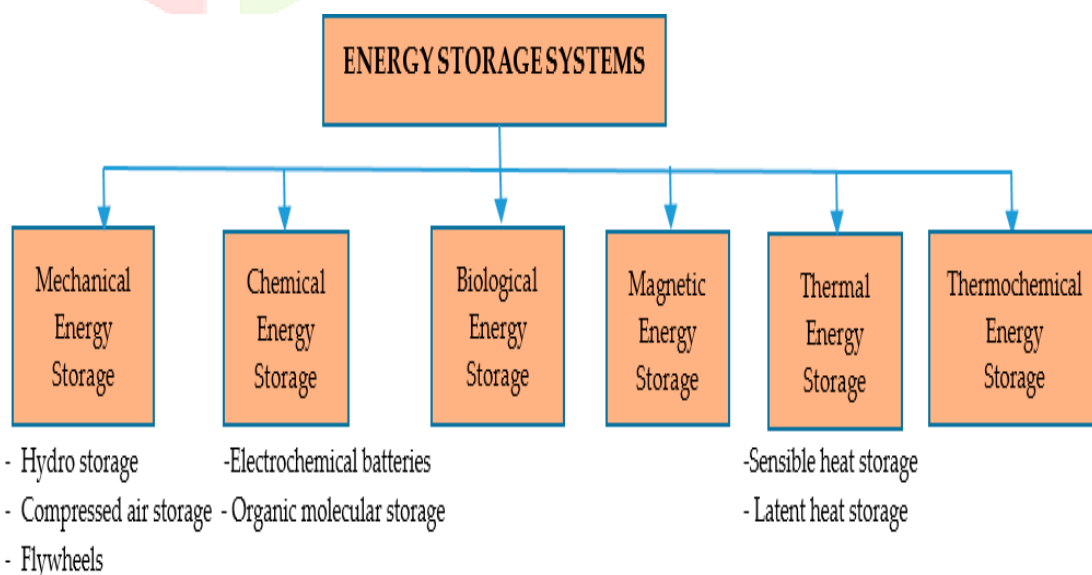 ENERGY STORAGE SYSTEMS
Mechanical
Energy
Storage
Chemical
Energy
Storage
Biological
Energy
Storage
Magnetic
Energy
Storage
Thermal
Energy
Storage
Thermochemical
Energy
Storage
- Hydro storage
- Compressed air storage
- Flywheels
-Electrochemical batteries
- Organic molecular storage
-Sensible heat storage
- Latent heat storage